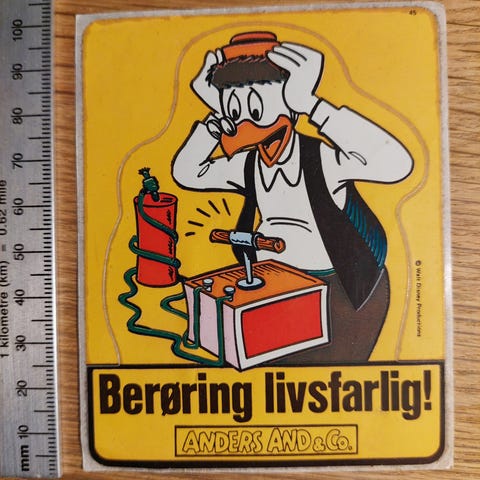 45
© Walt Disney Productions
Berøring livsfarlig!
ANDERS AND & Co.
mm 10 20 30 40 50 60 70 80 90 100
1 kilometre (km) = 0.62 mile